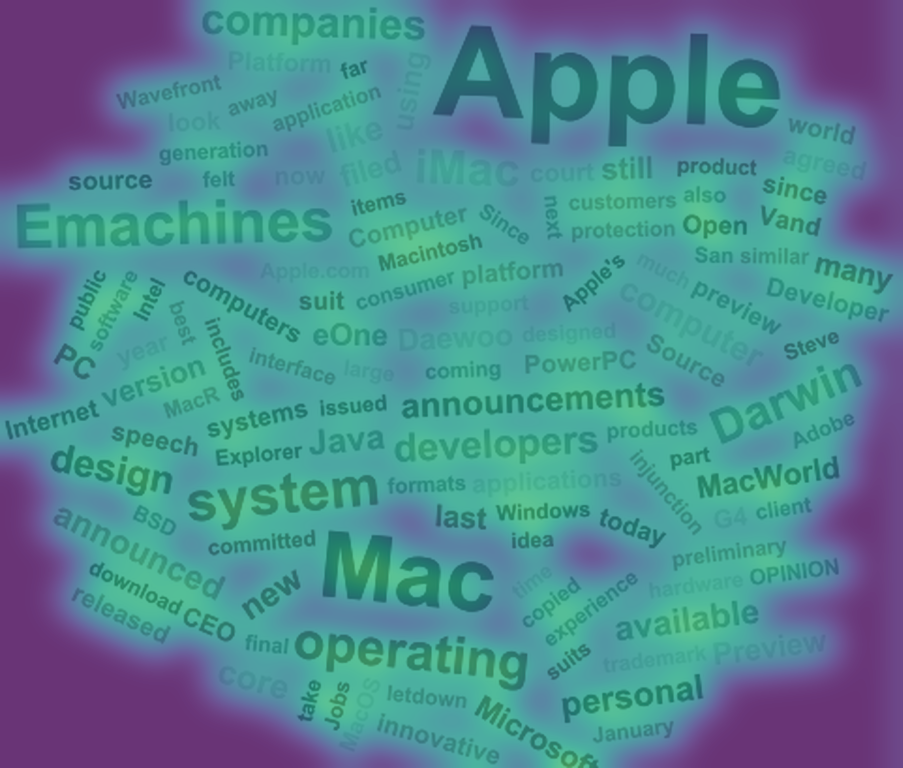 companies
Apple
Platform
far
using
Wavefront
away
application
look
like
world
generation
agreed
source
felt
now
filed
iMac
court
still
product
since
Emachines
items
Computer
Since
next
customers
also
protection
Open
Vand
Macintosh
San
similar
many
public
software
Intel
computers
Apple.com
suit
consumer
platform
Apple's
much
preview
Developer
support
computer
best
includes
eOne
Daewoo
designed
PC
year
interface
large
coming
PowerPC
Source
Steve
version
MacR
Internet
systems
issued
announcements
Darwin
speech
Explorer
Java
developers
products
Adobe
design
system
formats
applications
injunction
part
MacWorld
BSD
announced
committed
last
Windows
today
G4
client
idea
Mac
preliminary
download
CEO
new
time
copied
experience
hardware
OPINION
released
final
operating
available
suits
trademark
Preview
core
take
Jobs
MacOS
letdown
Microsoft
personal
innovative
January